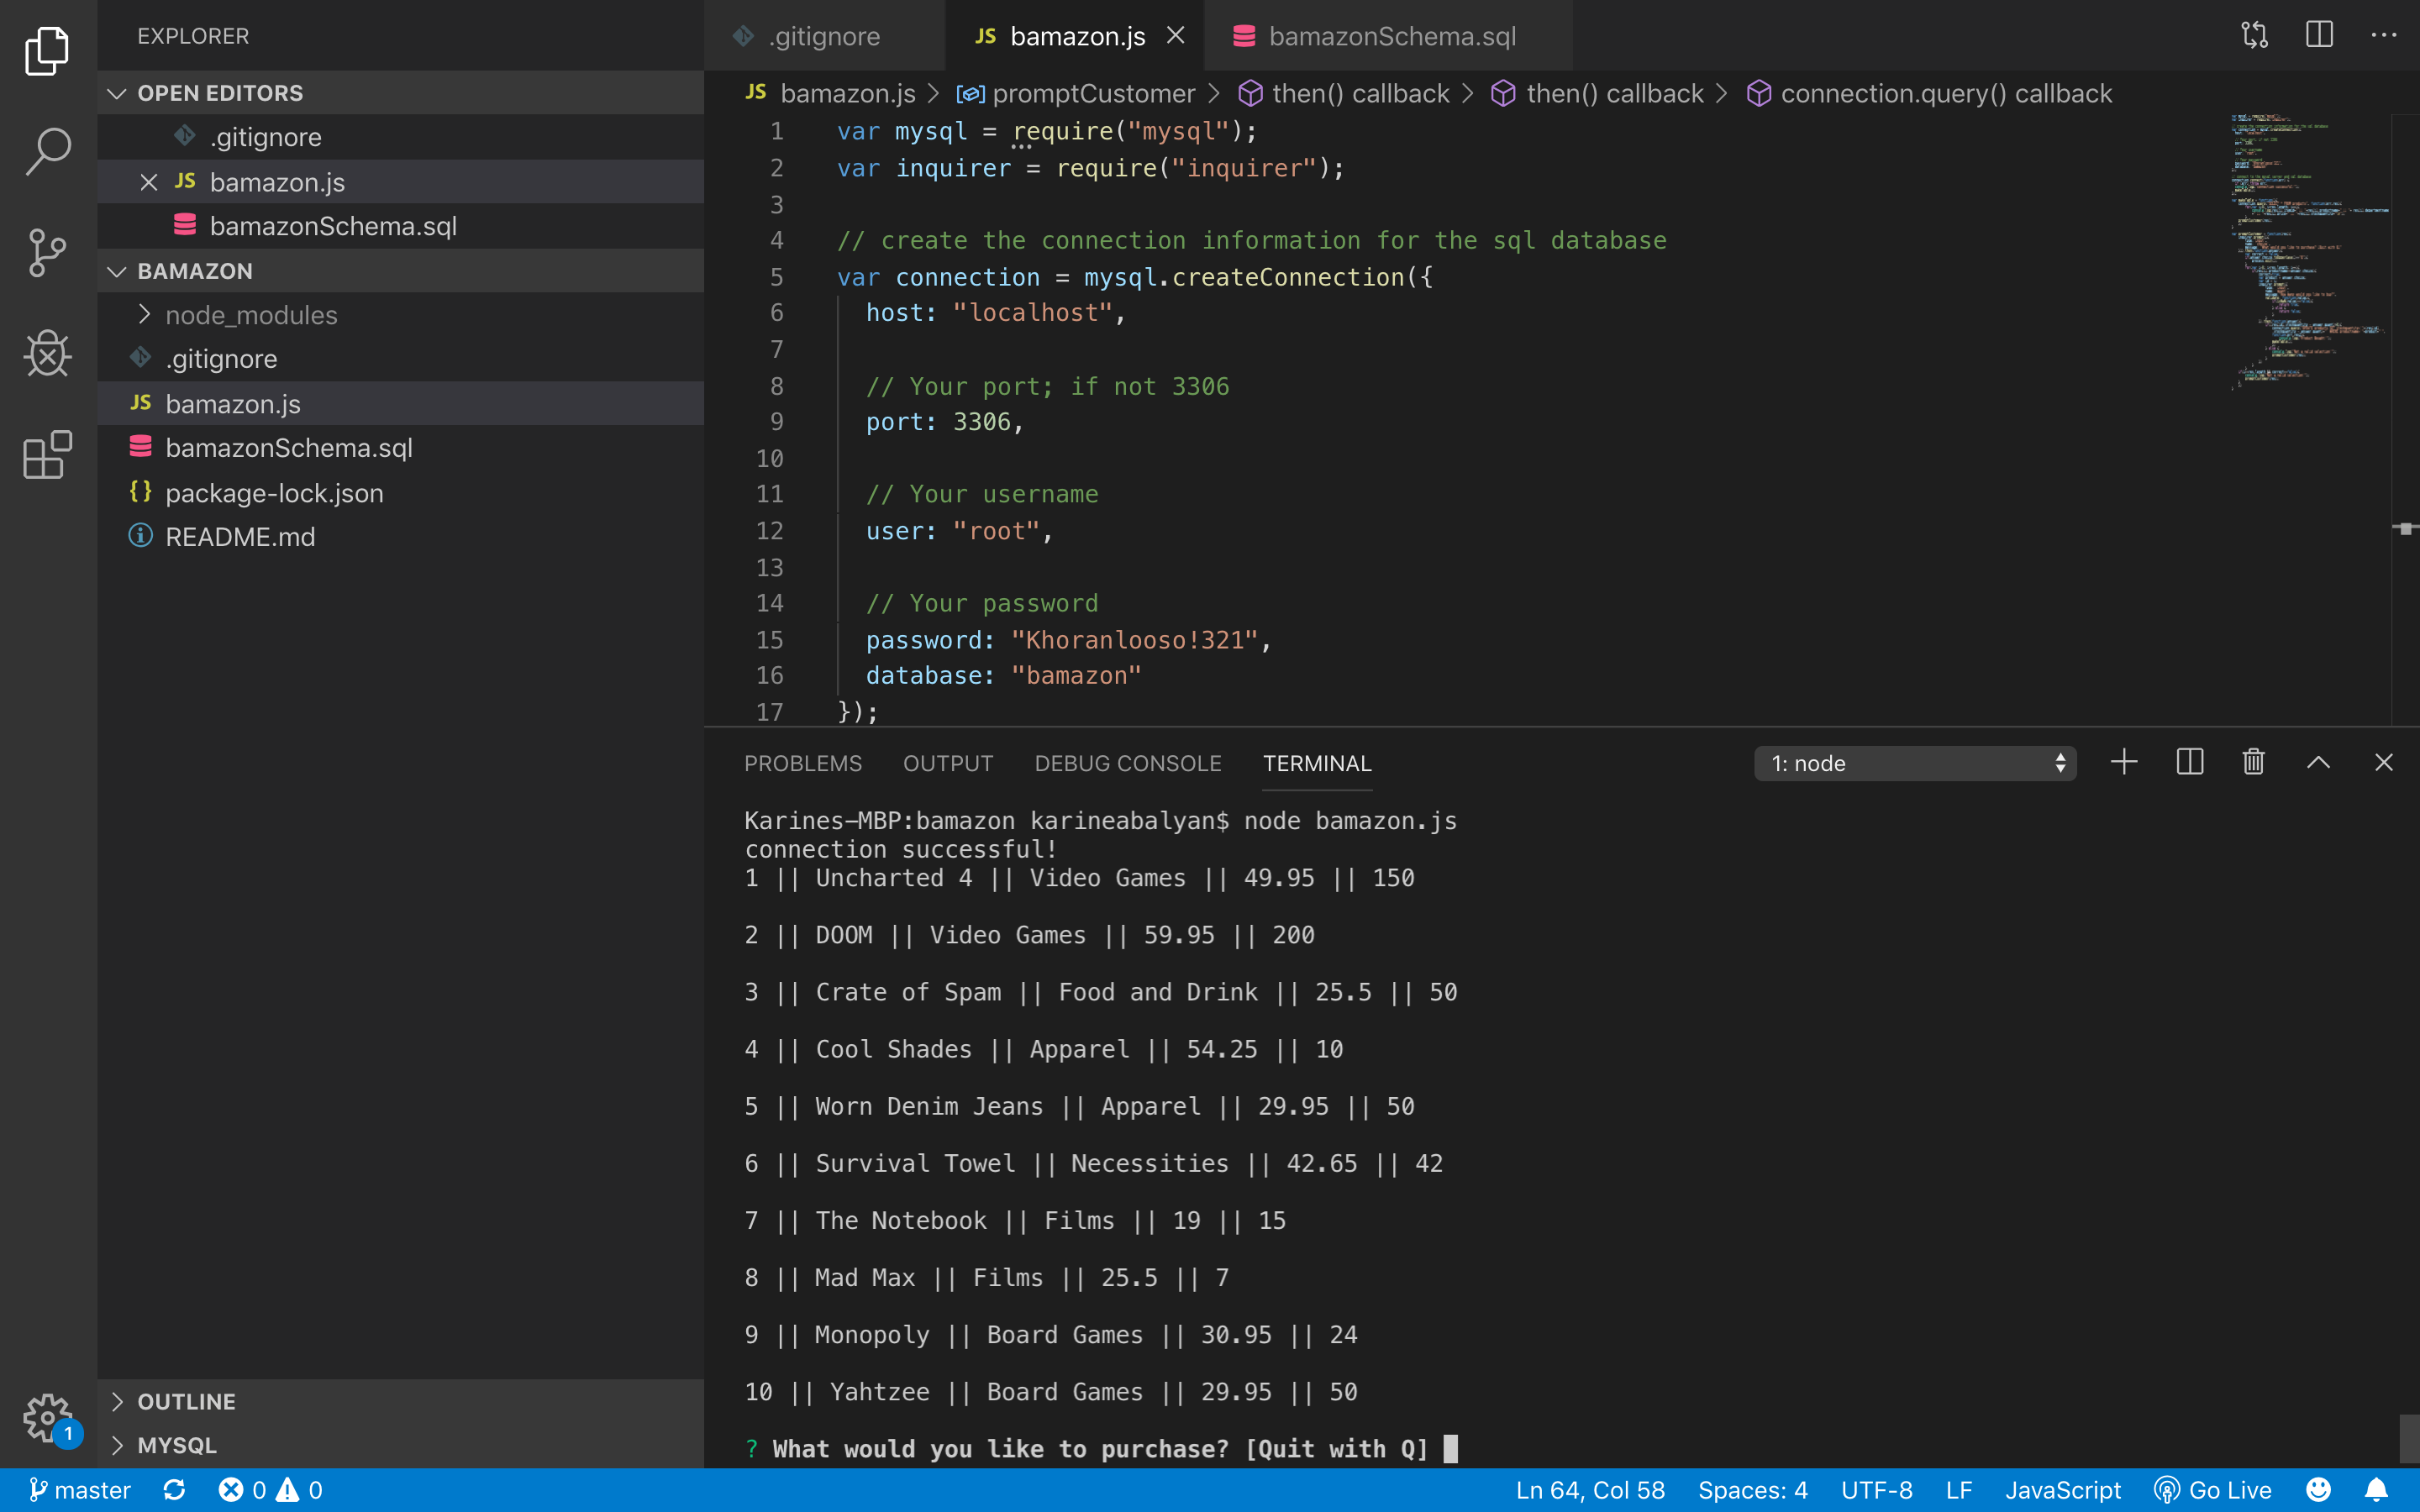 EXPLORER
OPEN EDITORS
.gitignore
JS bamazon.js
bamazonSchema.sql
BAMAZON
node_modules
.gitignore
JS bamazon.js
bamazonSchema.sql
{} package-lock.json
README.md
OUTLINE
MYSQL
1
.gitignore
JS bamazon.js
bamazonSchema.sql
JS bamazon.js > promptCustomer > then() callback > then() callback > connection.query() callback
1 var mysql = require("mysql");
2 var inquirer = require("inquirer");
3
4 // create the connection information for the sql database
5 var connection = mysql.createConnection({
6 host: "localhost",
7
8 // Your port; if not 3306
9 port: 3306,
10
11 // Your username
12 user: "root",
13
14 // Your password
15 password: "Khoranlooso!321",
16 database: "bamazon"
17 });
PROBLEMS OUTPUT DEBUG CONSOLE TERMINAL 1: node
Karines-MBP:bamazon karineabalyan$ node bamazon.js
connection successful!
1 || Uncharted 4 || Video Games || 49.95 || 150
2 || DOOM || Video Games || 59.95 || 200
3 || Crate of Spam || Food and Drink || 25.5 || 50
4 || Cool Shades || Apparel || 54.25 || 10
5 || Worn Denim Jeans || Apparel || 29.95 || 50
6 || Survival Towel || Necessities || 42.65 || 42
7 || The Notebook || Films || 19 || 15
8 || Mad Max || Films || 25.5 || 7
9 || Monopoly || Board Games || 30.95 || 24
10 || Yahtzee || Board Games || 29.95 || 50
? What would you like to purchase? [Quit with Q]
master 0 0 Ln 64, Col 58 Spaces: 4 UTF-8 LF JavaScript Go Live